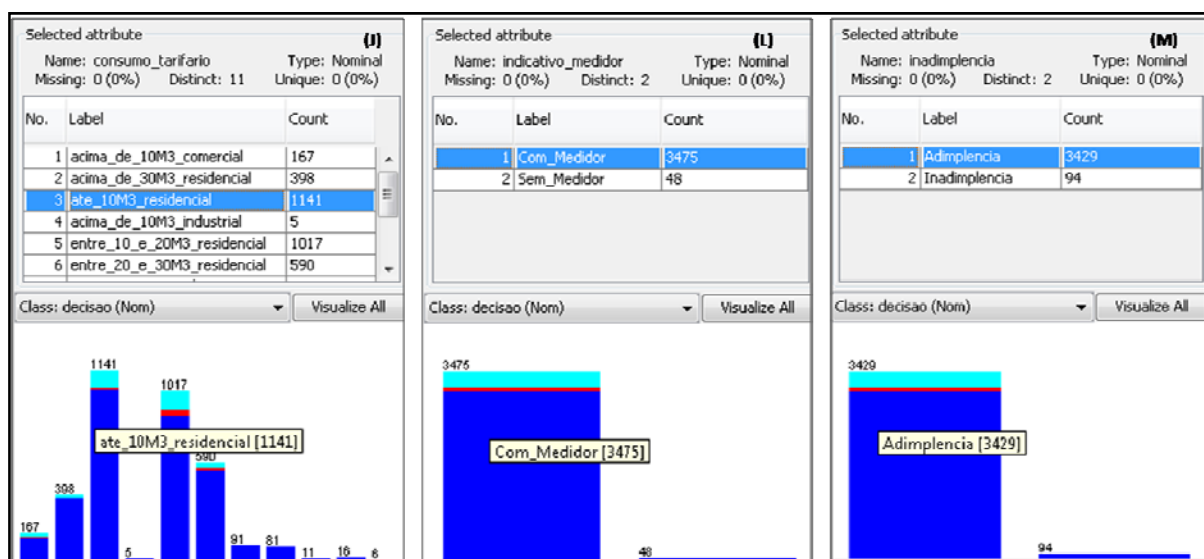 Selected attribute (J)
Name: consumo_tarifario Type: Nominal
Missing: 0 (0%) Distinct: 11 Unique: 0 (0%)
No. Label Count
1 acima_de_10M3_comercial 167
2 acima_de_30M3_residencial 398
3 ate_10M3_residencial 1141
4 acima_de_10M3_industrial 5
5 entre_10_e_20M3_residencial 1017
6 entre_20_e_30M3_residencial 590
Class: decisao (Nom) Visualize All
1141
1017
ate_10M3_residencial [1141]
590
398
167
5
91
81
11
16
6
Selected attribute (L)
Name: indicativo_medidor Type: Nominal
Missing: 0 (0%) Distinct: 2 Unique: 0 (0%)
No. Label Count
1 Com_Medidor 3475
2 Sem_Medidor 48
Class: decisao (Nom) Visualize All
3475
Com_Medidor [3475]
48
Selected attribute (M)
Name: inadimplencia Type: Nominal
Missing: 0 (0%) Distinct: 2 Unique: 0 (0%)
No. Label Count
1 Adimplencia 3429
2 Inadimplencia 94
Class: decisao (Nom) Visualize All
3429
Adimplencia [3429]
94